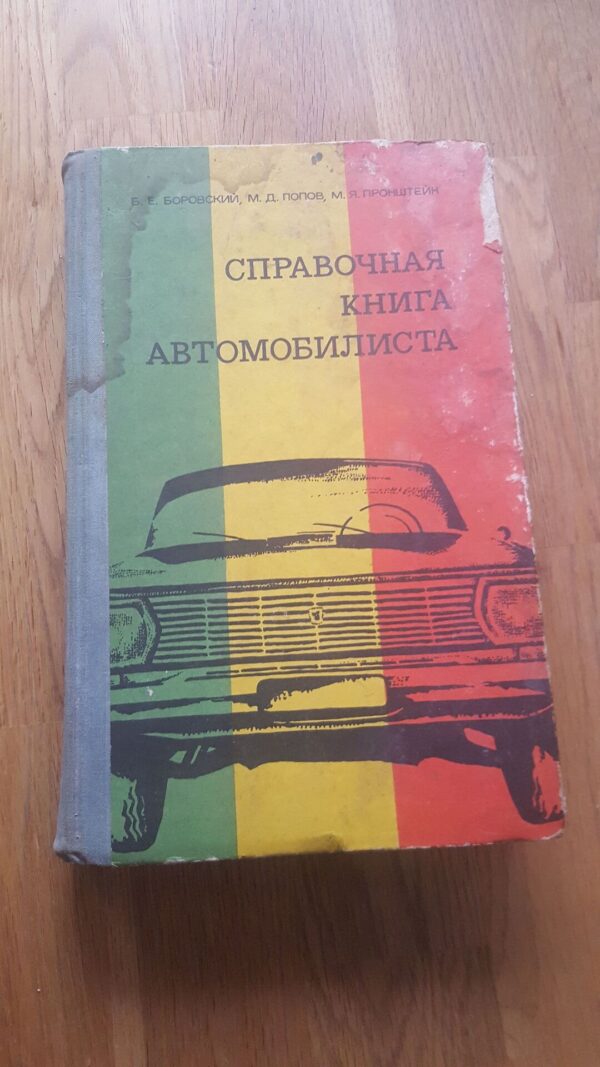 Б. Е. БОРОВСКИЙ, М. Д. ПОПОВ, М. Я. ПРОНШТЕЙН
СПРАВОЧНАЯ
КНИГА
АВТОМОБИЛИСТА